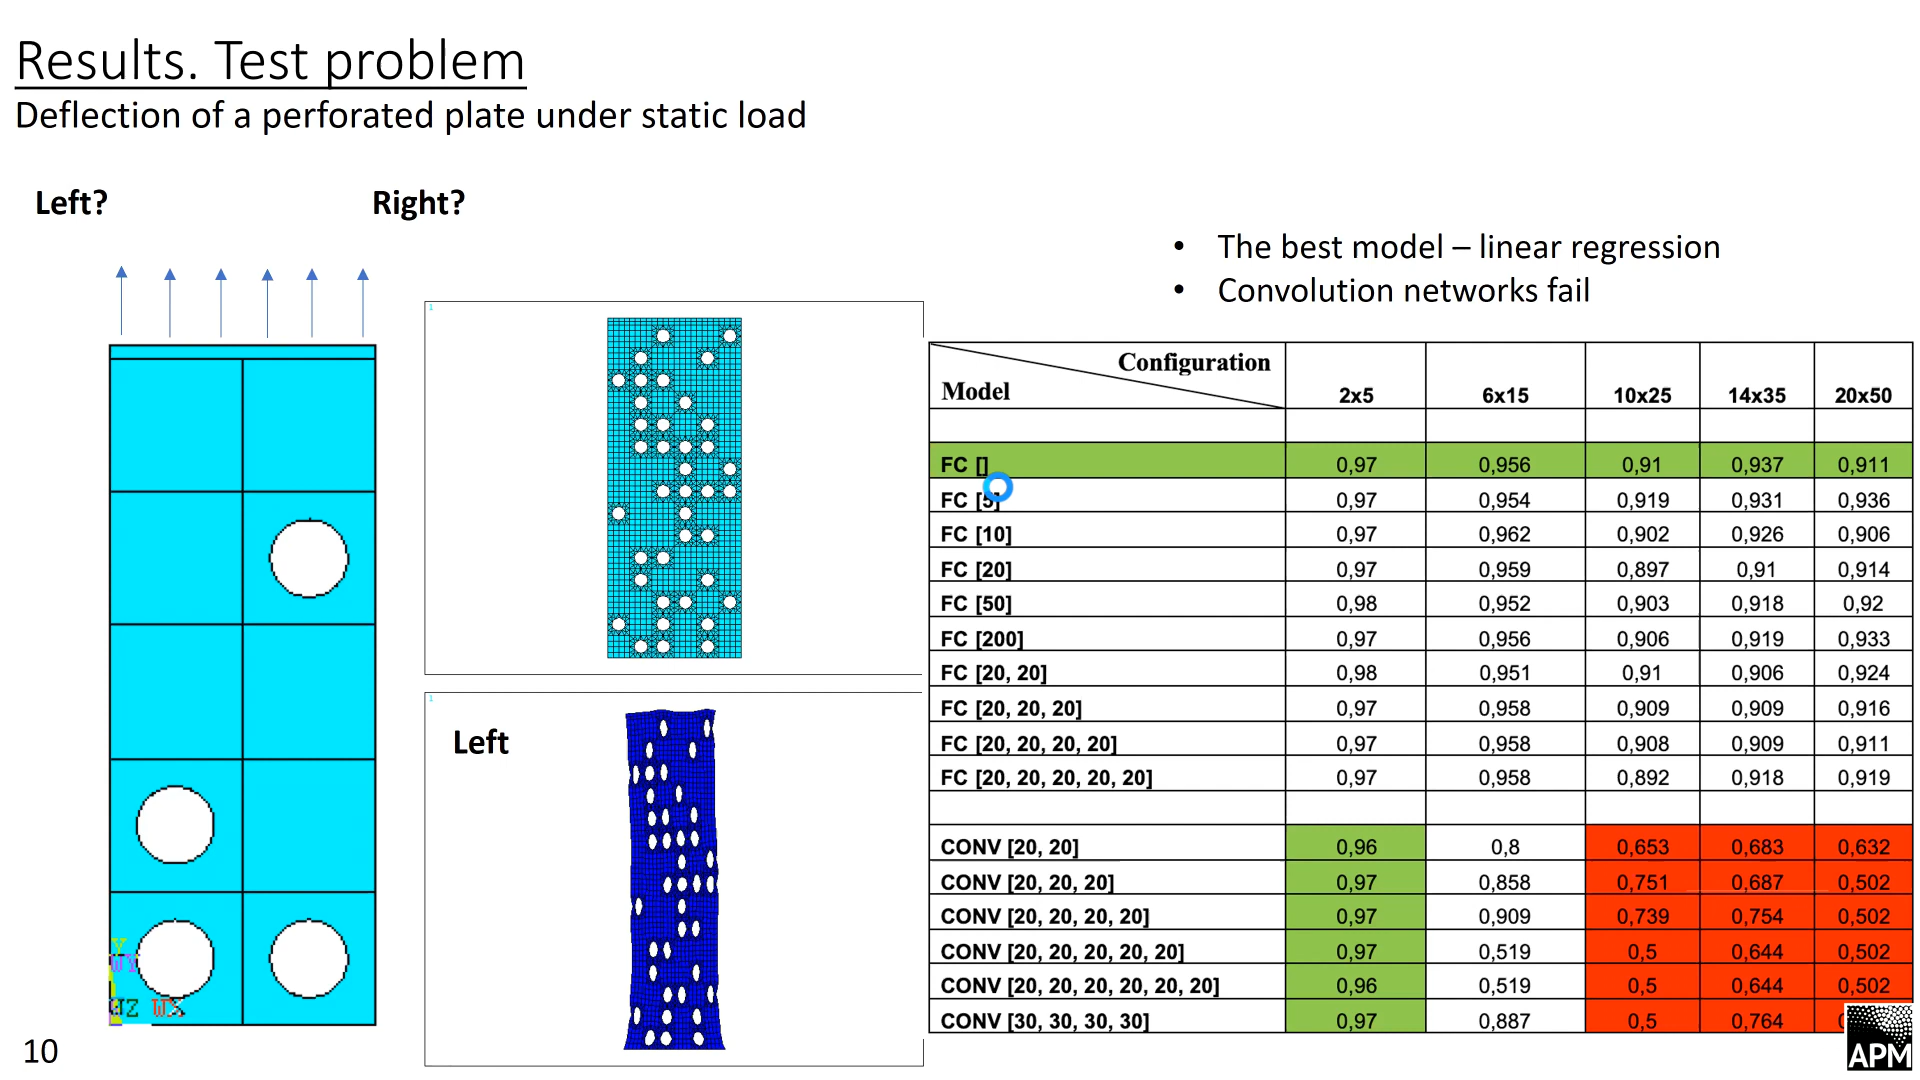 Results. Test problem
Deflection of a perforated plate under static load
Left?
Right?
• The best model – linear regression
• Convolution networks fail
1
1
Left
Y
WY
WX
Configuration
Model 2x5 6x15 10x25 14x35 20x50
FC [] 0,97 0,956 0,91 0,937 0,911
FC [5] 0,97 0,954 0,919 0,931 0,936
FC [10] 0,97 0,962 0,902 0,926 0,906
FC [20] 0,97 0,959 0,897 0,91 0,914
FC [50] 0,98 0,952 0,903 0,918 0,92
FC [200] 0,97 0,956 0,906 0,919 0,933
FC [20, 20] 0,98 0,951 0,91 0,906 0,924
FC [20, 20, 20] 0,97 0,958 0,909 0,909 0,916
FC [20, 20, 20, 20] 0,97 0,958 0,908 0,909 0,911
FC [20, 20, 20, 20, 20] 0,97 0,958 0,892 0,918 0,919
CONV [20, 20] 0,96 0,8 0,653 0,683 0,632
CONV [20, 20, 20] 0,97 0,858 0,751 0,687 0,502
CONV [20, 20, 20, 20] 0,97 0,909 0,739 0,754 0,502
CONV [20, 20, 20, 20, 20] 0,97 0,519 0,5 0,644 0,502
CONV [20, 20, 20, 20, 20, 20] 0,96 0,519 0,5 0,644 0,502
CONV [30, 30, 30, 30] 0,97 0,887 0,5 0,764
10
APM